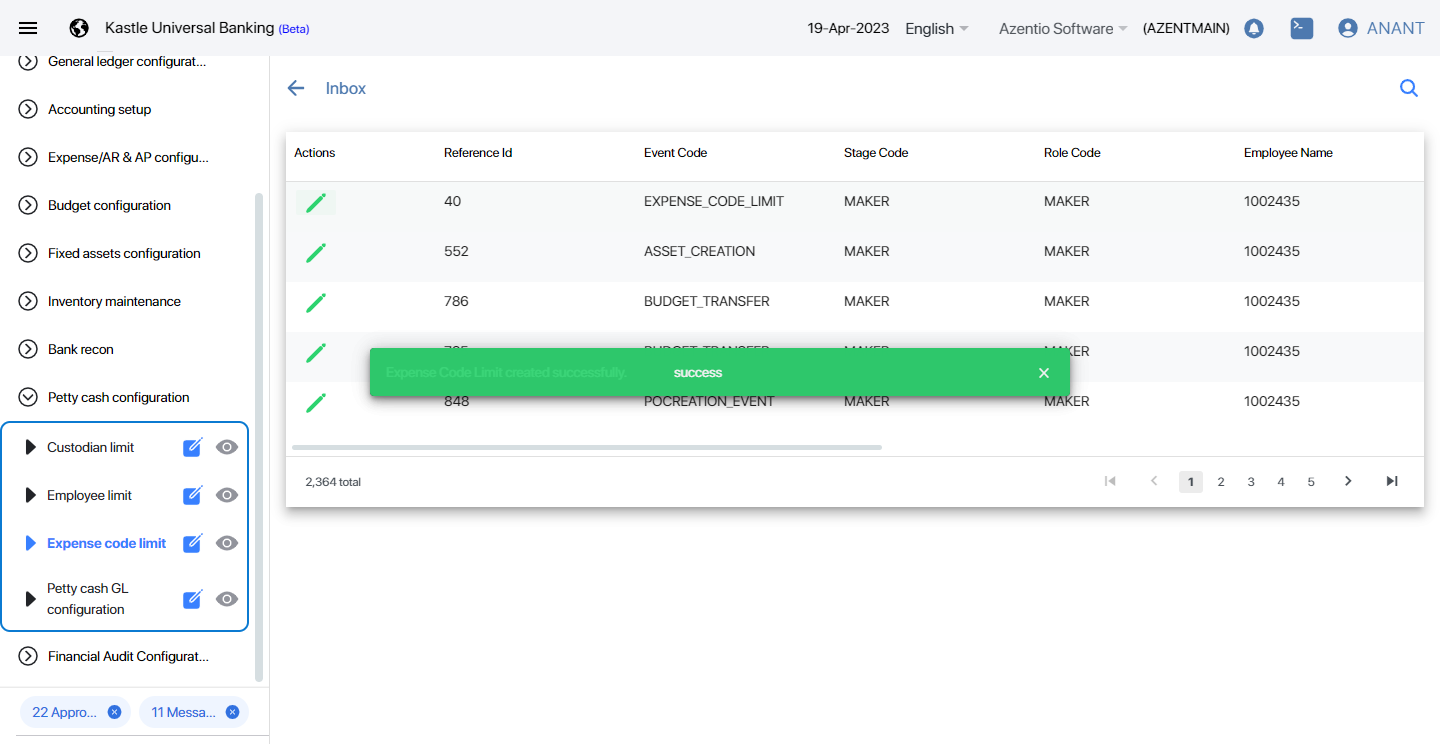 Kastle Universal Banking (Beta)
19-Apr-2023 English Azentio Software (AZENTMAIN) ANANT
General ledger configurat...
Accounting setup
Expense/AR & AP configu...
Budget configuration
Fixed assets configuration
Inventory maintenance
Bank recon
Petty cash configuration
Custodian limit
Employee limit
Expense code limit
Petty cash GL
configuration
Financial Audit Configurat...
22 Appro... 11 Messa...
Inbox
Actions Reference Id Event Code Stage Code Role Code Employee Name
40 EXPENSE_CODE_LIMIT MAKER MAKER 1002435
552 ASSET_CREATION MAKER MAKER 1002435
786 BUDGET_TRANSFER MAKER MAKER 1002435
BUDGET_TRANSFER MAKER MAKER 1002435
Expense Code Limit created successfully. success
848 POCREATION_EVENT MAKER MAKER 1002435
2,364 total 1 2 3 4 5